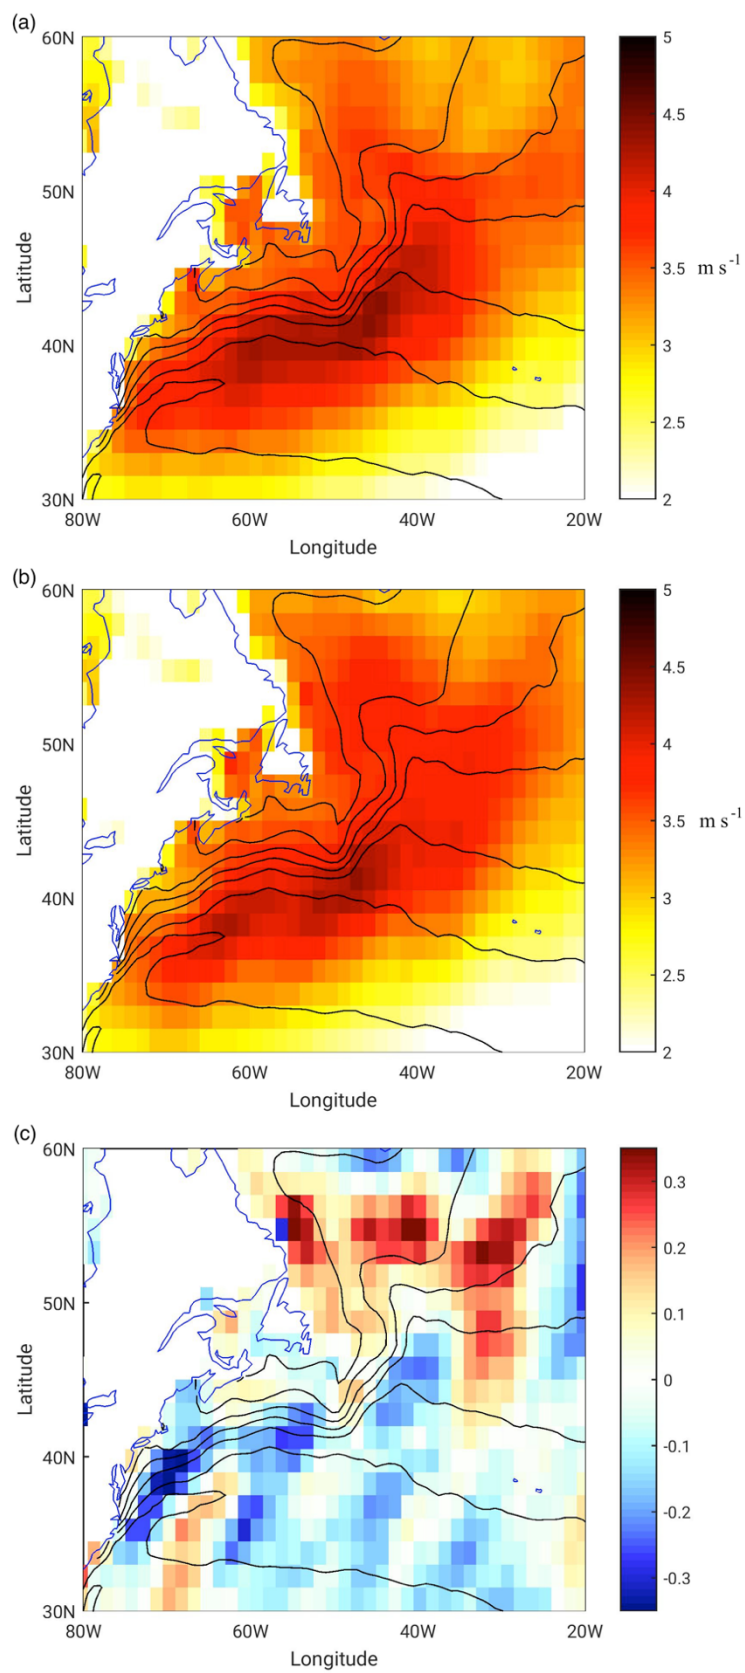 (a)
60N
50N
40N
30N
Latitude
80W
60W
40W
20W
Longitude
5
4.5
4
3.5
3
2.5
2
m s⁻¹
(b)
60N
50N
40N
30N
Latitude
80W
60W
40W
20W
Longitude
5
4.5
4
3.5
3
2.5
2
m s⁻¹
(c)
60N
50N
40N
30N
Latitude
80W
60W
40W
20W
Longitude
0.3
0.2
0.1
0
-0.1
-0.2
-0.3